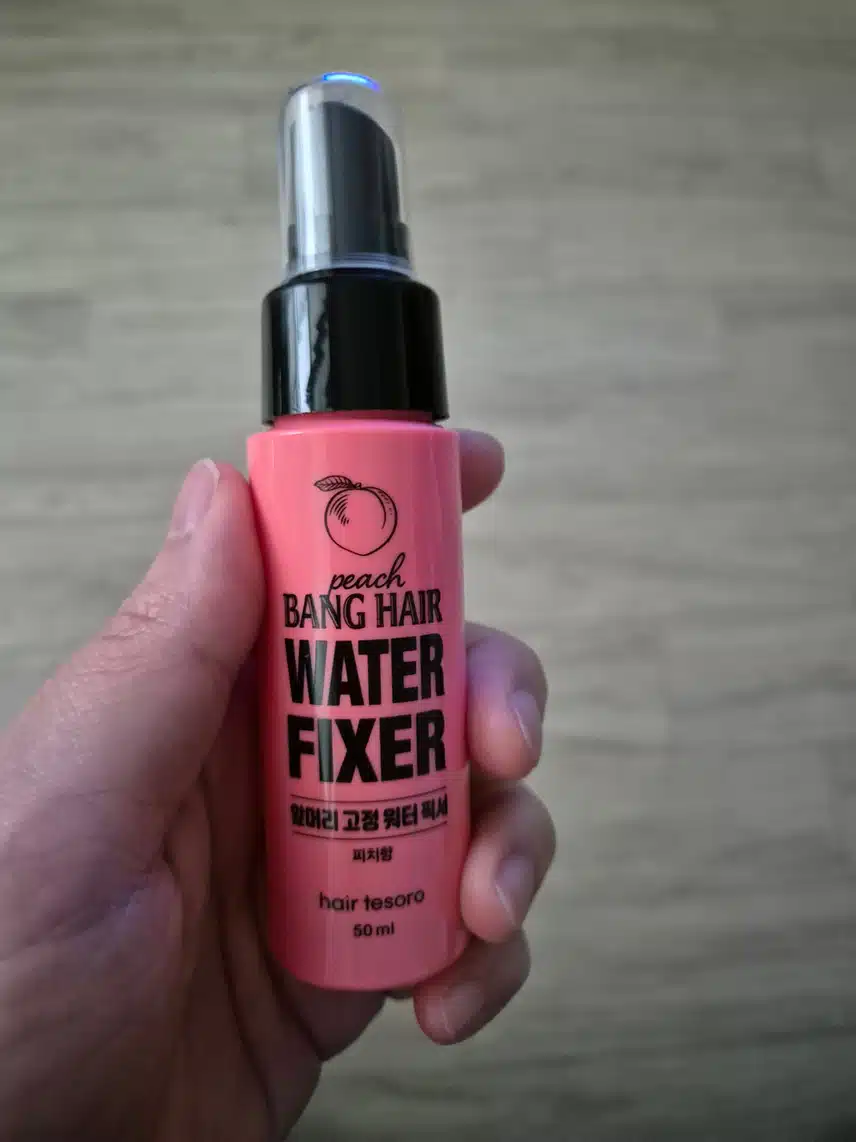 peach
BANG HAIR
WATER
FIXER
앞머리 고정 워터 픽서
피치향
hair tesoro
50 ml